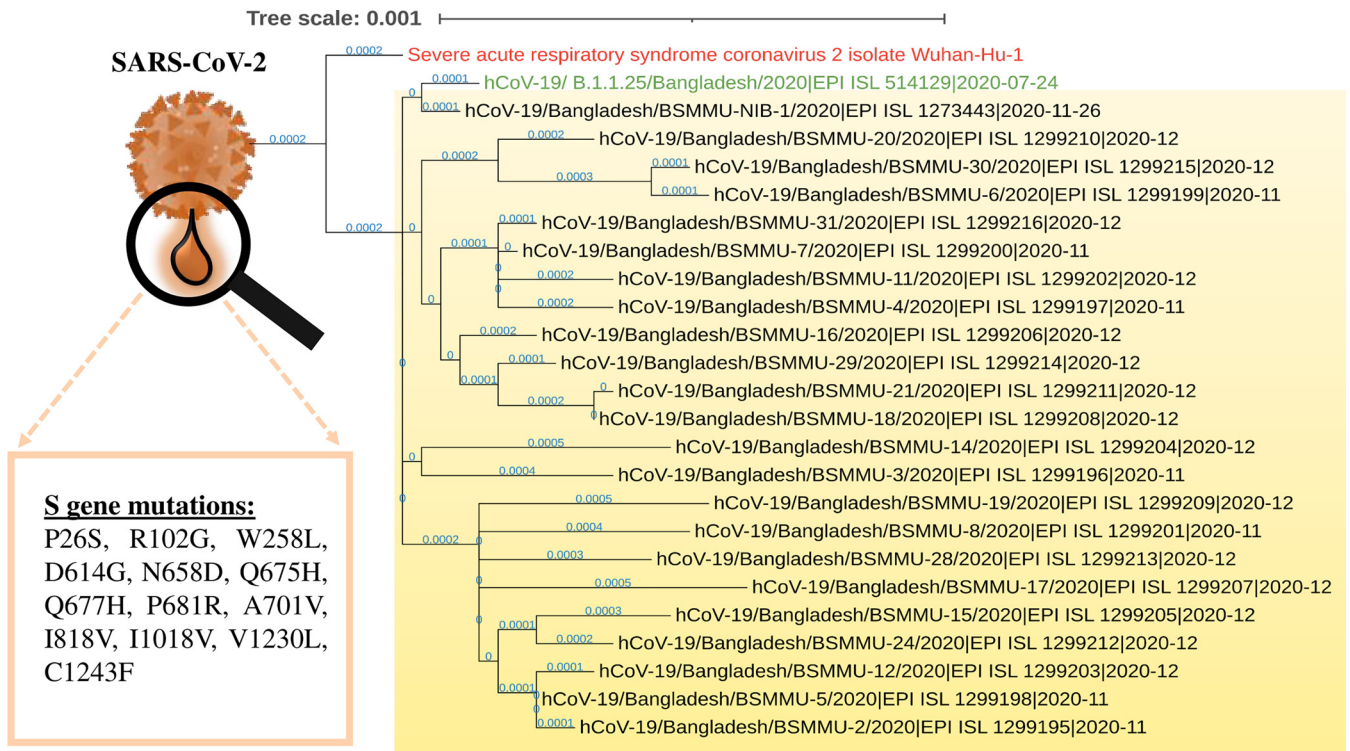 Tree scale: 0.001
SARS-CoV-2
0.0002
0.0002
Severe acute respiratory syndrome coronavirus 2 isolate Wuhan-Hu-1
0.0001
hCoV-19/ B.1.1.25/Bangladesh/2020|EPI ISL 514129|2020-07-24
0
0.0001
hCoV-19/Bangladesh/BSMMU-NIB-1/2020|EPI ISL 1273443|2020-11-26
0.0002
hCoV-19/Bangladesh/BSMMU-20/2020|EPI ISL 1299210|2020-12
0.0002
0.0001
hCoV-19/Bangladesh/BSMMU-30/2020|EPI ISL 1299215|2020-12
0.0003
0.0001
hCoV-19/Bangladesh/BSMMU-6/2020|EPI ISL 1299199|2020-11
0.0002
0
0.0001
hCoV-19/Bangladesh/BSMMU-31/2020|EPI ISL 1299216|2020-12
0.0001
0
hCoV-19/Bangladesh/BSMMU-7/2020|EPI ISL 1299200|2020-11
0
0.0002
hCoV-19/Bangladesh/BSMMU-11/2020|EPI ISL 1299202|2020-12
0
0
0.0002
hCoV-19/Bangladesh/BSMMU-4/2020|EPI ISL 1299197|2020-11
0.0002
hCoV-19/Bangladesh/BSMMU-16/2020|EPI ISL 1299206|2020-12
0
0
0.0001
hCoV-19/Bangladesh/BSMMU-29/2020|EPI ISL 1299214|2020-12
0.0001
0
hCoV-19/Bangladesh/BSMMU-21/2020|EPI ISL 1299211|2020-12
0.0002
0
hCoV-19/Bangladesh/BSMMU-18/2020|EPI ISL 1299208|2020-12
0.0005
hCoV-19/Bangladesh/BSMMU-14/2020|EPI ISL 1299204|2020-12
0
0.0004
hCoV-19/Bangladesh/BSMMU-3/2020|EPI ISL 1299196|2020-11
0
0.0005
hCoV-19/Bangladesh/BSMMU-19/2020|EPI ISL 1299209|2020-12
0.0004
hCoV-19/Bangladesh/BSMMU-8/2020|EPI ISL 1299201|2020-11
0.0002
0
0.0003
hCoV-19/Bangladesh/BSMMU-28/2020|EPI ISL 1299213|2020-12
0
0.0005
hCoV-19/Bangladesh/BSMMU-17/2020|EPI ISL 1299207|2020-12
0.0003
hCoV-19/Bangladesh/BSMMU-15/2020|EPI ISL 1299205|2020-12
0
0.0001
0.0002
hCoV-19/Bangladesh/BSMMU-24/2020|EPI ISL 1299212|2020-12
0
0.0001
hCoV-19/Bangladesh/BSMMU-12/2020|EPI ISL 1299203|2020-12
0.0001
0
hCoV-19/Bangladesh/BSMMU-5/2020|EPI ISL 1299198|2020-11
0
0.0001
hCoV-19/Bangladesh/BSMMU-2/2020|EPI ISL 1299195|2020-11
S gene mutations:
P26S, R102G, W258L,
D614G, N658D, Q675H,
Q677H, P681R, A701V,
I818V, I1018V, V1230L,
C1243F